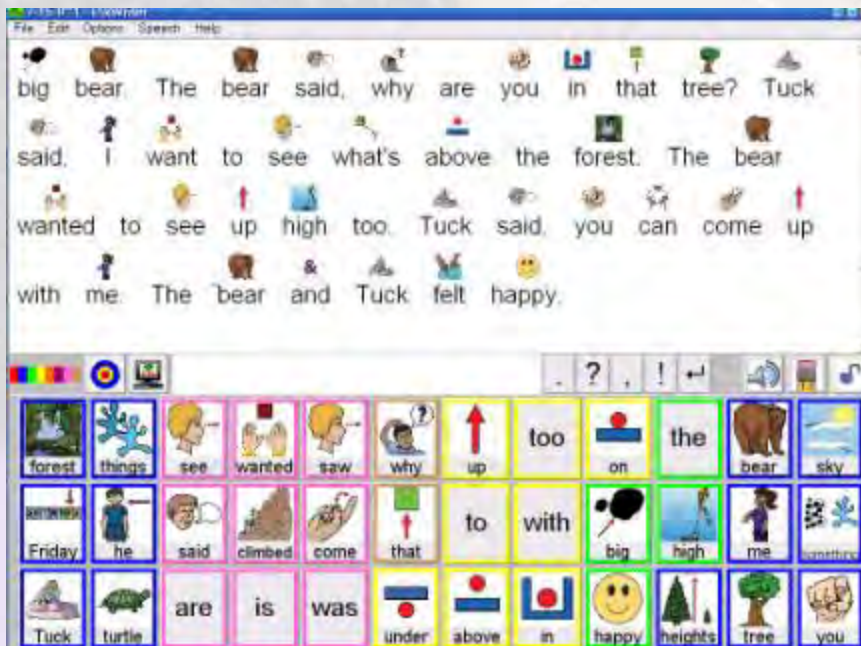 File Edit Options Speech Help
big bear. The bear said, why are you in that tree? Tuck
said, I want to see what's above the forest. The bear
wanted to see up high too. Tuck said, you can come up
with me. The bear and Tuck felt happy.
. ? , ! ↵
forest things see wanted saw why up too on the bear sky
Friday he said climbed come that to with big high me something
Tuck turtle are is was under above in happy heights tree you